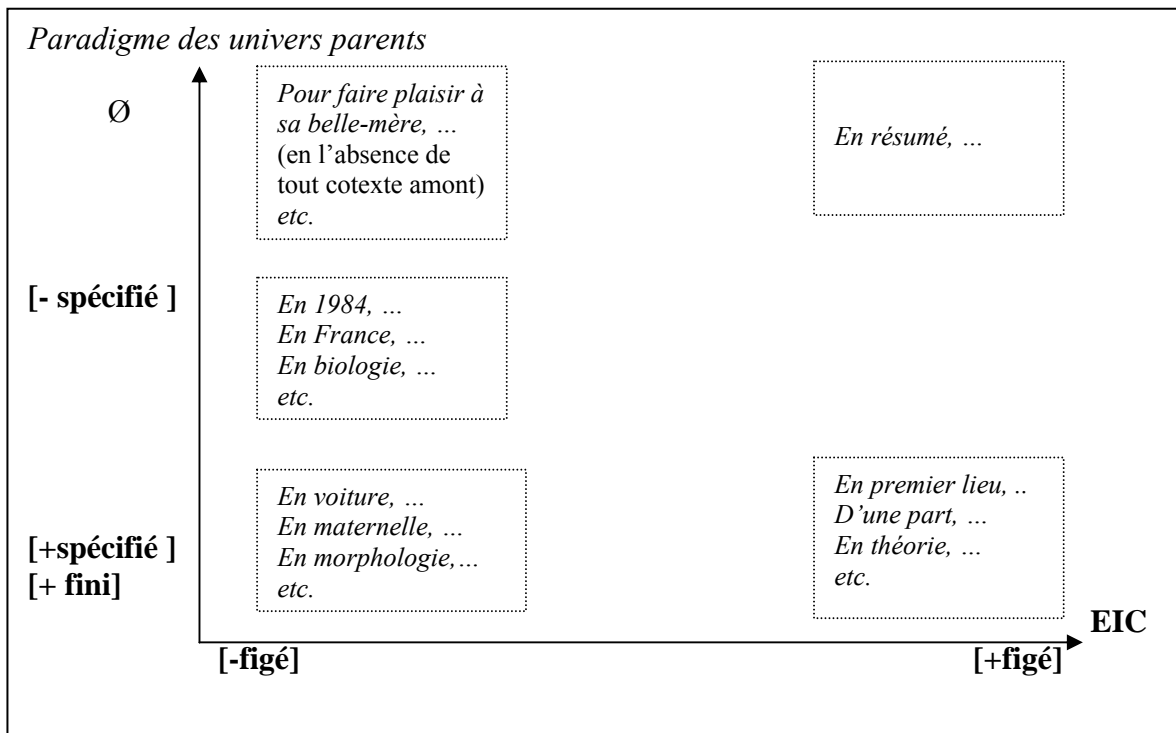 Paradigme des univers parents
Ø
Pour faire plaisir à
sa belle-mère, …
(en l’absence de
tout cotexte amont)
etc.
En résumé, …
[- spécifié ]
En 1984, …
En France, …
En biologie, …
etc.
[+spécifié ]
[+ fini]
En voiture, …
En maternelle, …
En morphologie,…
etc.
En premier lieu, ..
D’une part, …
En théorie, …
etc.
EIC
[-figé]
[+figé]